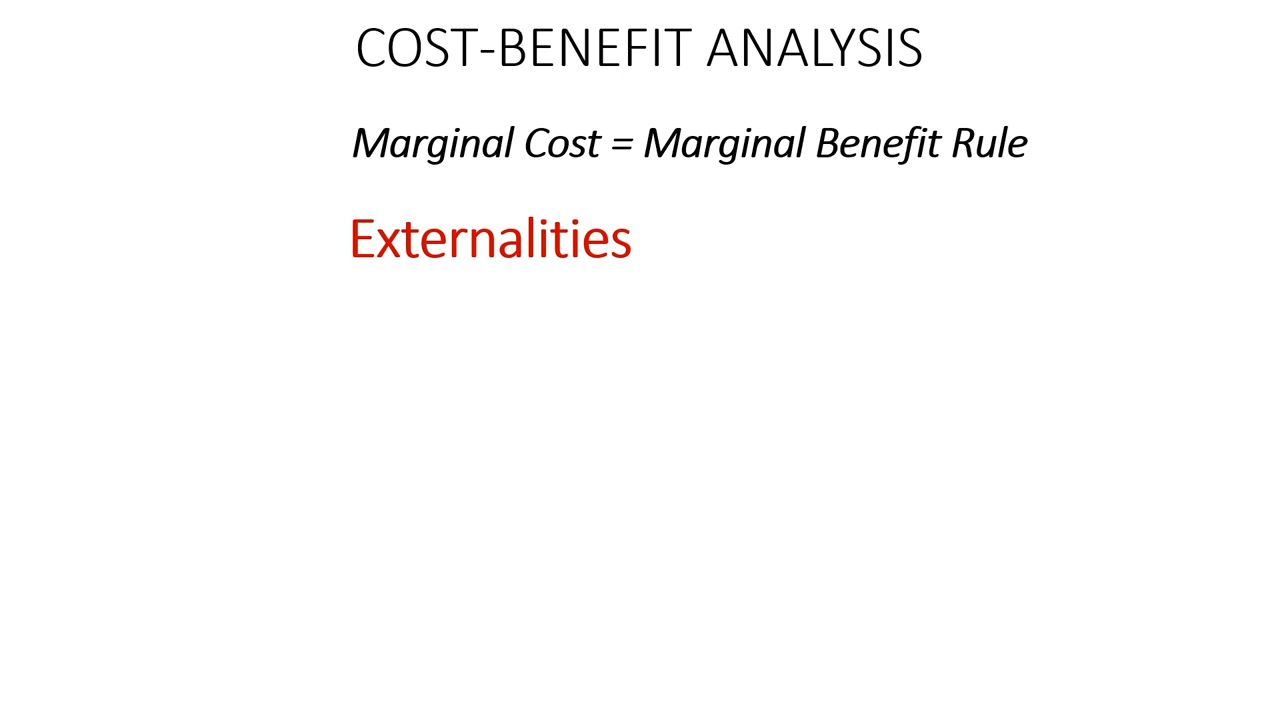 COST-BENEFIT ANALYSIS
Marginal Cost = Marginal Benefit Rule
Externalities